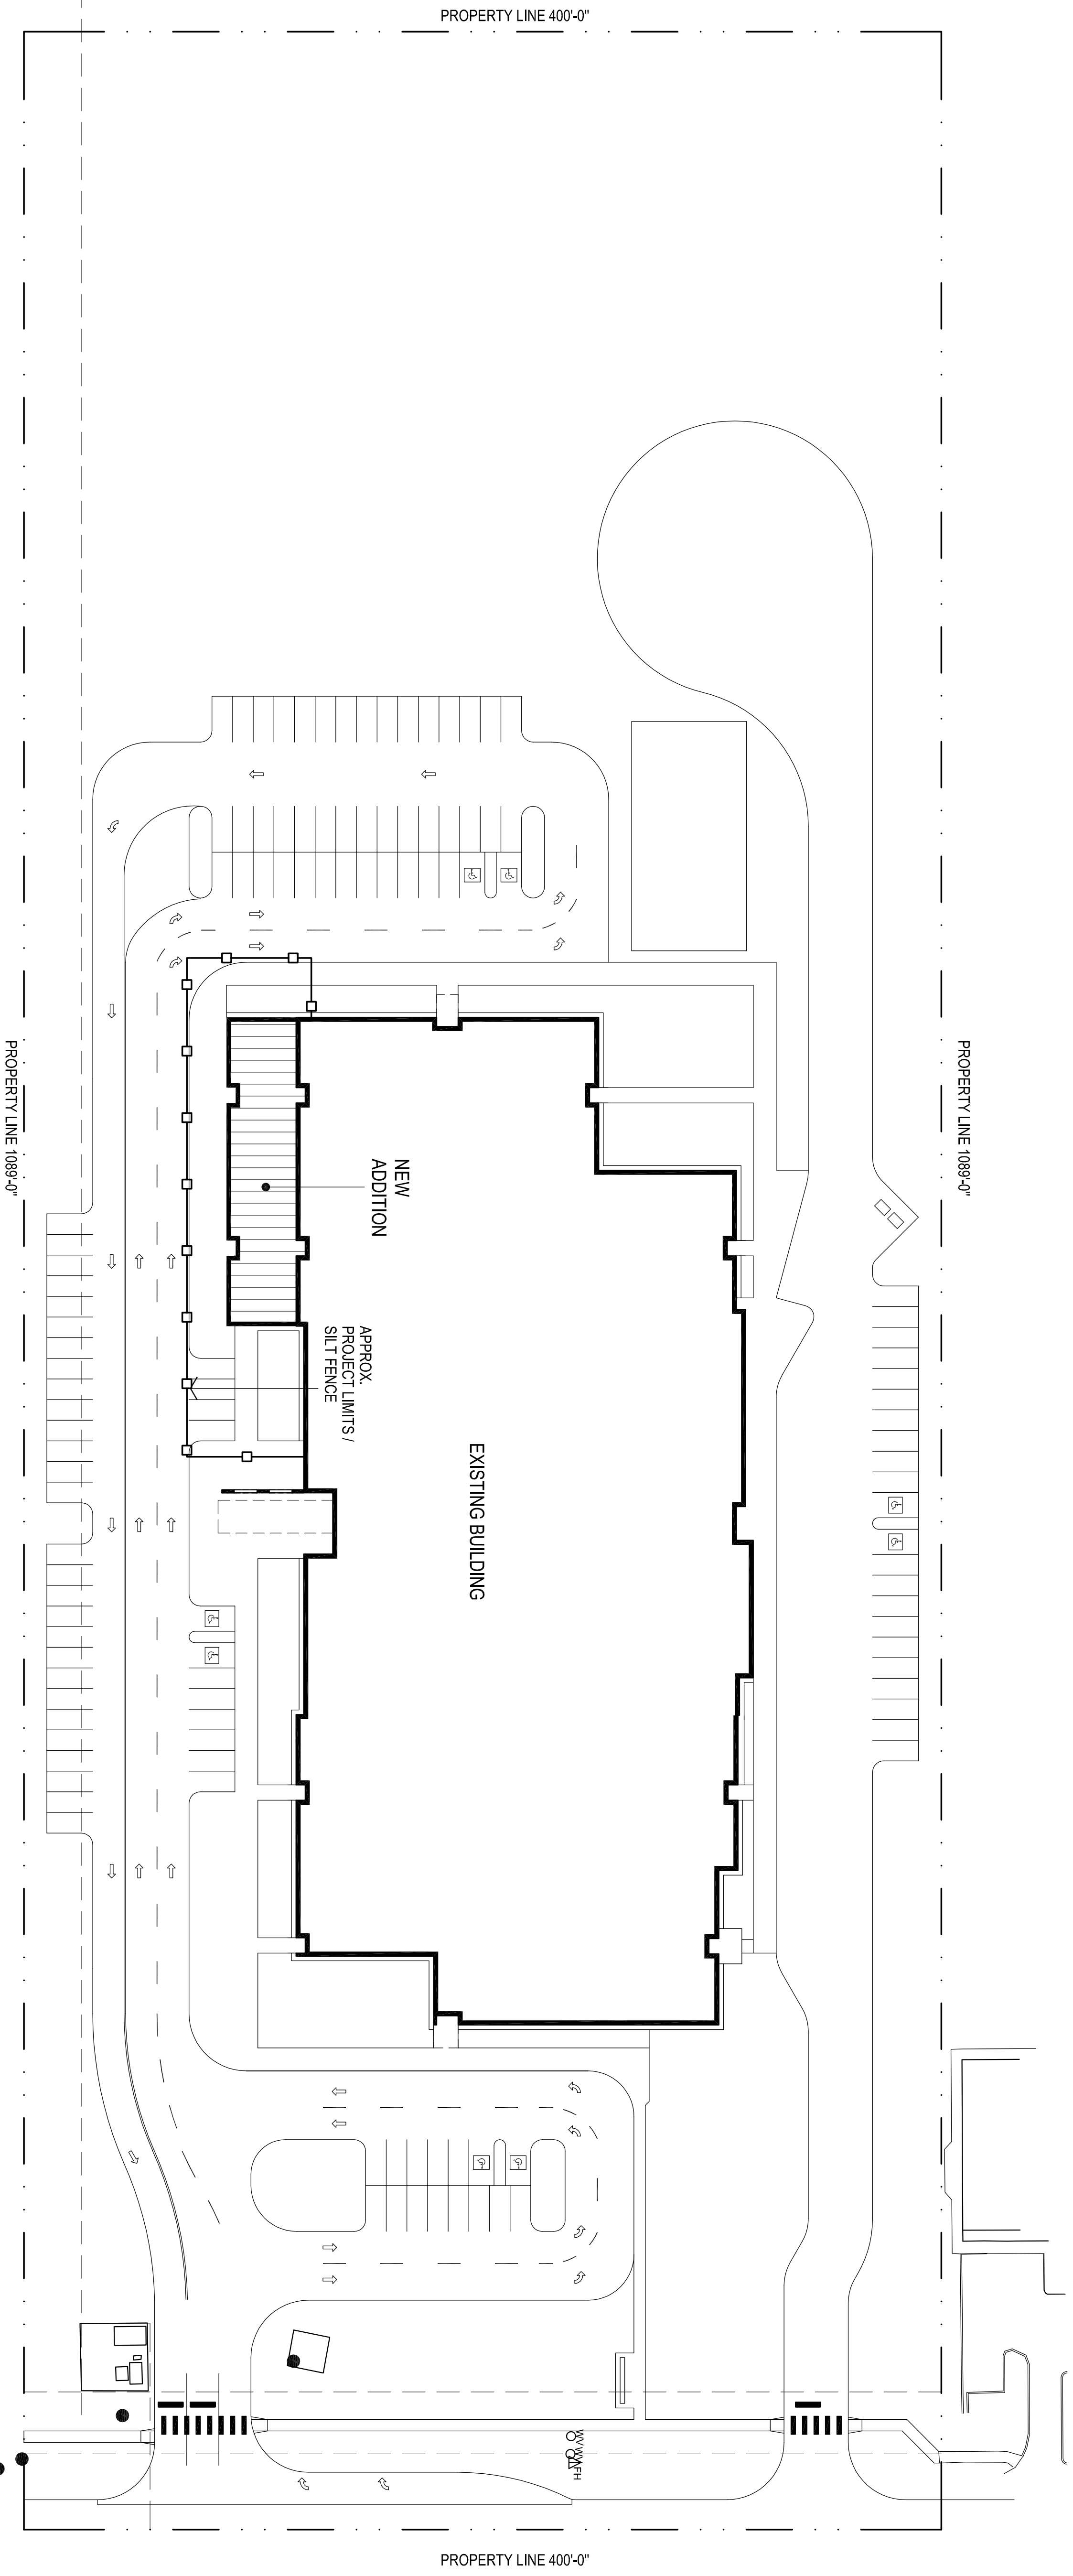 PROPERTY LINE 400'-0"
PROPERTY LINE 1089'-0"
PROPERTY LINE 1089'-0"
NEW
ADDITION
APPROX.
PROJECT LIMITS /
SILT FENCE
EXISTING BUILDING
FH
PROPERTY LINE 400'-0"